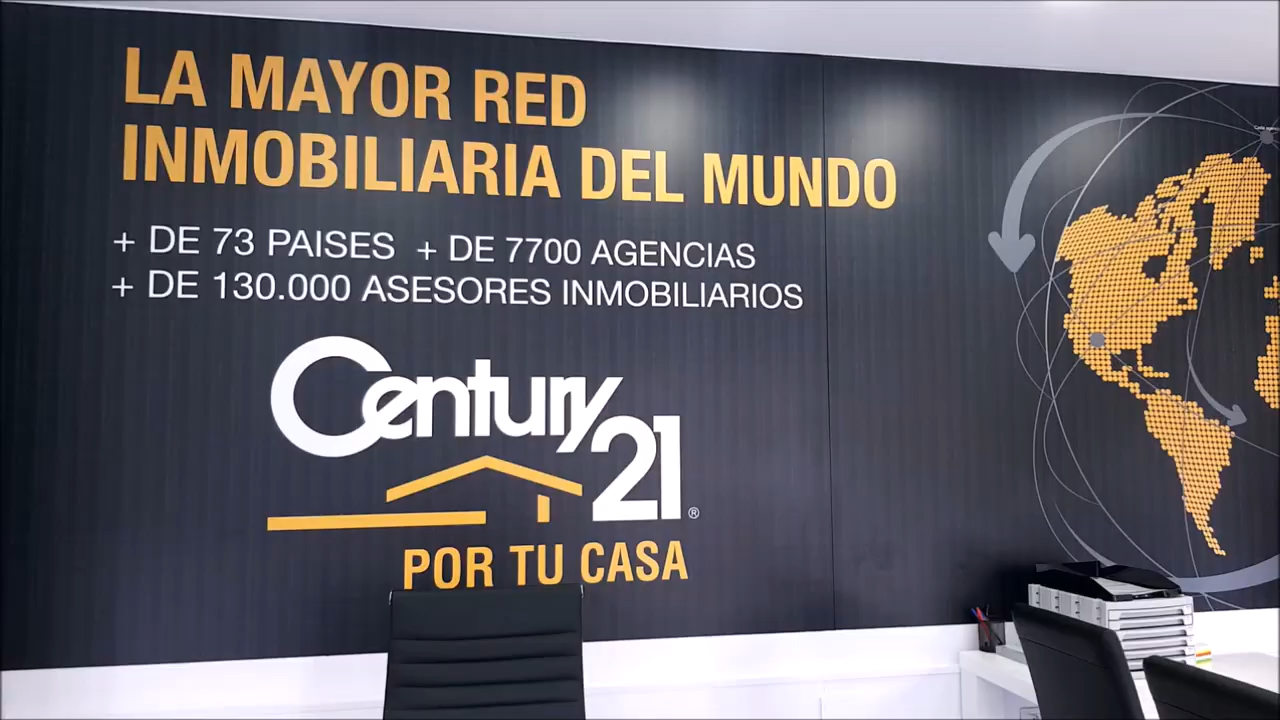 LA MAYOR RED
INMOBILIARIA DEL MUNDO
+ DE 73 PAISES + DE 7700 AGENCIAS
+ DE 130.000 ASESORES INMOBILIARIOS
Century
21®
POR TU CASA